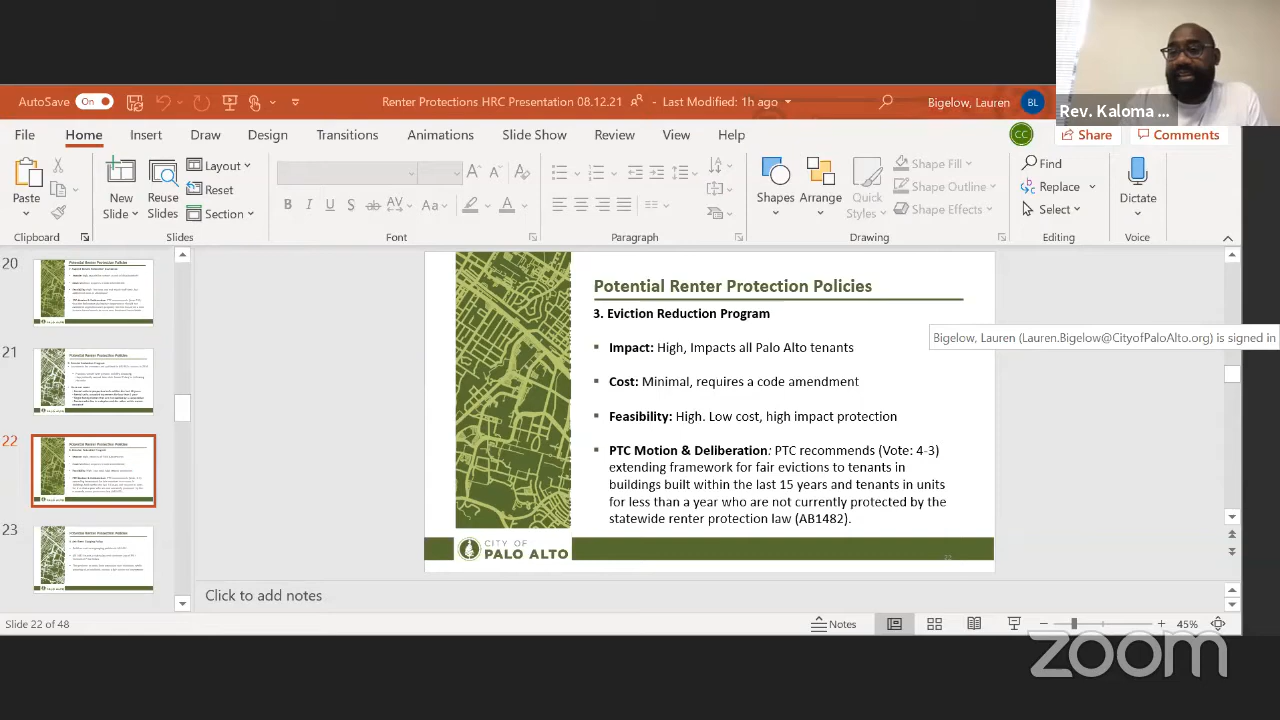 AutoSave On
Renter Protections HRC Presentation 08.12.21 - Last Modified: 1h ago
Bigelow, Lauren BL
Rev. Kaloma ...
File Home Insert Draw Design Transitions Animations Slide Show Review View Help
CC Share Comments
Paste
New Slide
Reuse Slides
Layout
Reset
Section
B I U S ab AV Aa A
Shapes Arrange Quick Styles
Shape Fill
Shape Outline
Shape Effects
Find
Replace
Select
Dictate
Clipboard Slides Font Paragraph Drawing Editing Voice
20
21
22
23
Potential Renter Protection Policies
3. Eviction Reduction Program
Bigelow, Lauren (Lauren.Bigelow@CityofPaloAlto.org) is signed in
Impact: High, Impacts all Palo Alto tenants
Cost: Minimal, requires a code amendment
Feasibility: High. Low cost, high impact protection
PTC Motion & Deliberation: PTC recommends (Vote: 4-3)
extending framework for fair evictions to tenants in
buildings built within the last 15 years and tenants in units
for less than a year who are not currently protected by the
statewide renter protection law (AB1482).
CITY OF
PALO ALTO
22
Click to add notes
Slide 22 of 48
Notes
45%
zoom